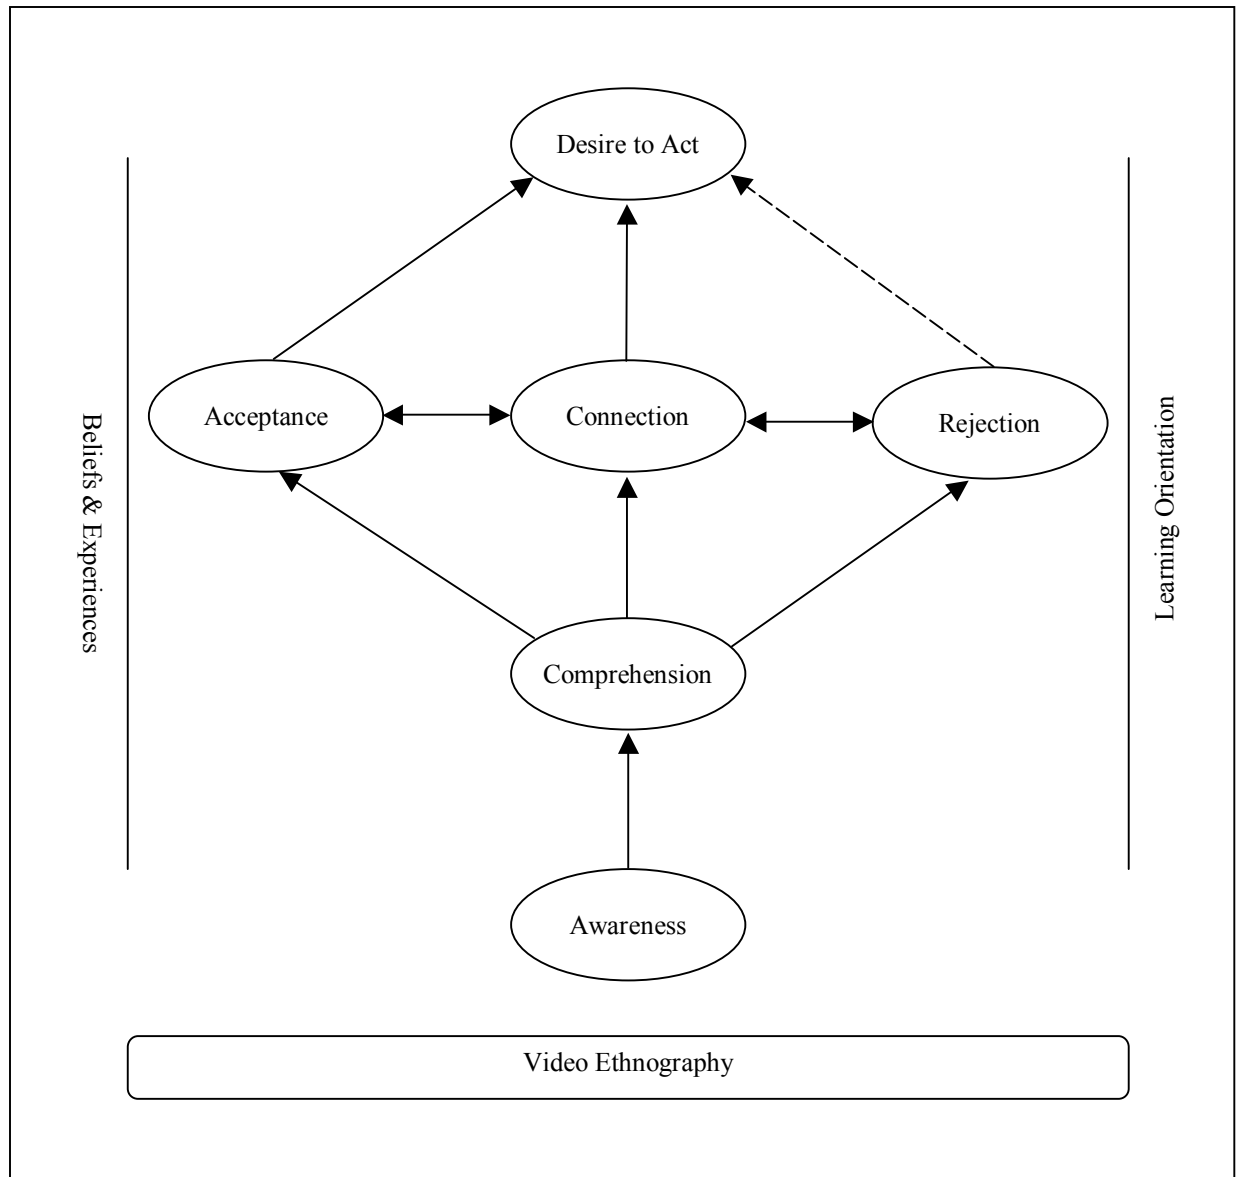 Desire to Act
Acceptance
Connection
Rejection
Beliefs & Experiences
Learning Orientation
Comprehension
Awareness
Video Ethnography